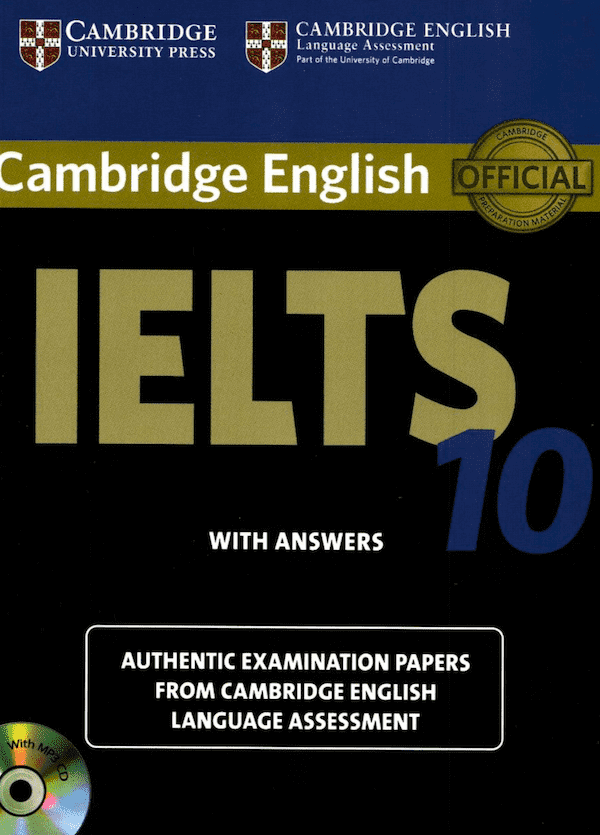 CAMBRIDGE
UNIVERSITY PRESS
CAMBRIDGE ENGLISH
Language Assessment
Part of the University of Cambridge
CAMBRIDGE
OFFICIAL
PREPARATION MATERIAL
Cambridge English
IELTS
10
WITH ANSWERS
AUTHENTIC EXAMINATION PAPERS
FROM CAMBRIDGE ENGLISH
LANGUAGE ASSESSMENT
With MP3 CD